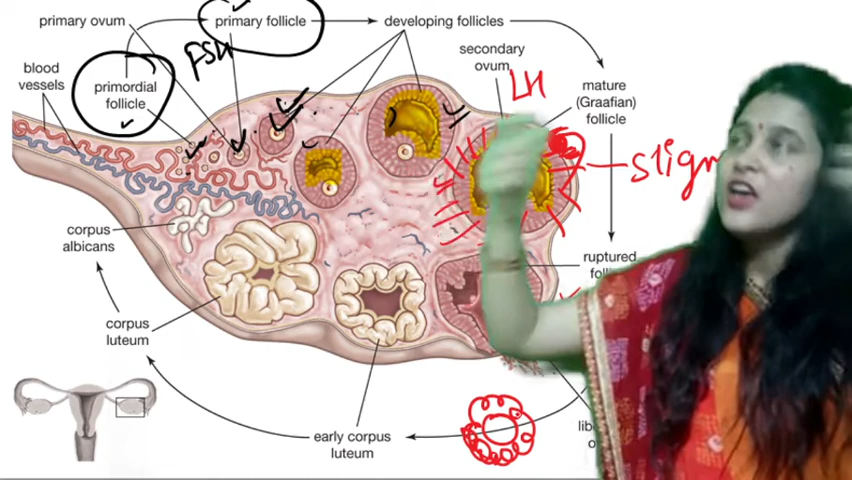 primary ovum
primary follicle
developing follicles
FSH
secondary
ovum
LH
blood
vessels
primordial
follicle
mature
(Graafian)
follicle
corpus
albicans
ruptured
corpus
luteum
early corpus
luteum